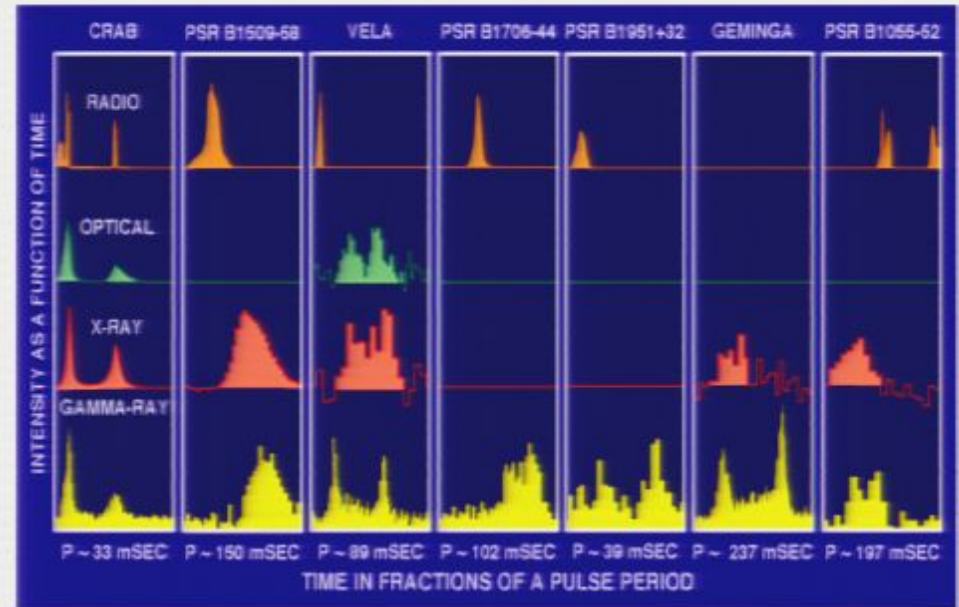 CRAB PSR B1509-58 VELA PSR B1706-44 PSR B1951+32 GEMINGA PSR B1055-52
INTENSITY AS A FUNCTION OF TIME
RADIO
OPTICAL
X-RAY
GAMMA-RAY
P ~ 33 mSEC P ~ 150 mSEC P ~ 89 mSEC P ~ 102 mSEC P ~ 39 mSEC P ~ 237 mSEC P ~ 197 mSEC
TIME IN FRACTIONS OF A PULSE PERIOD